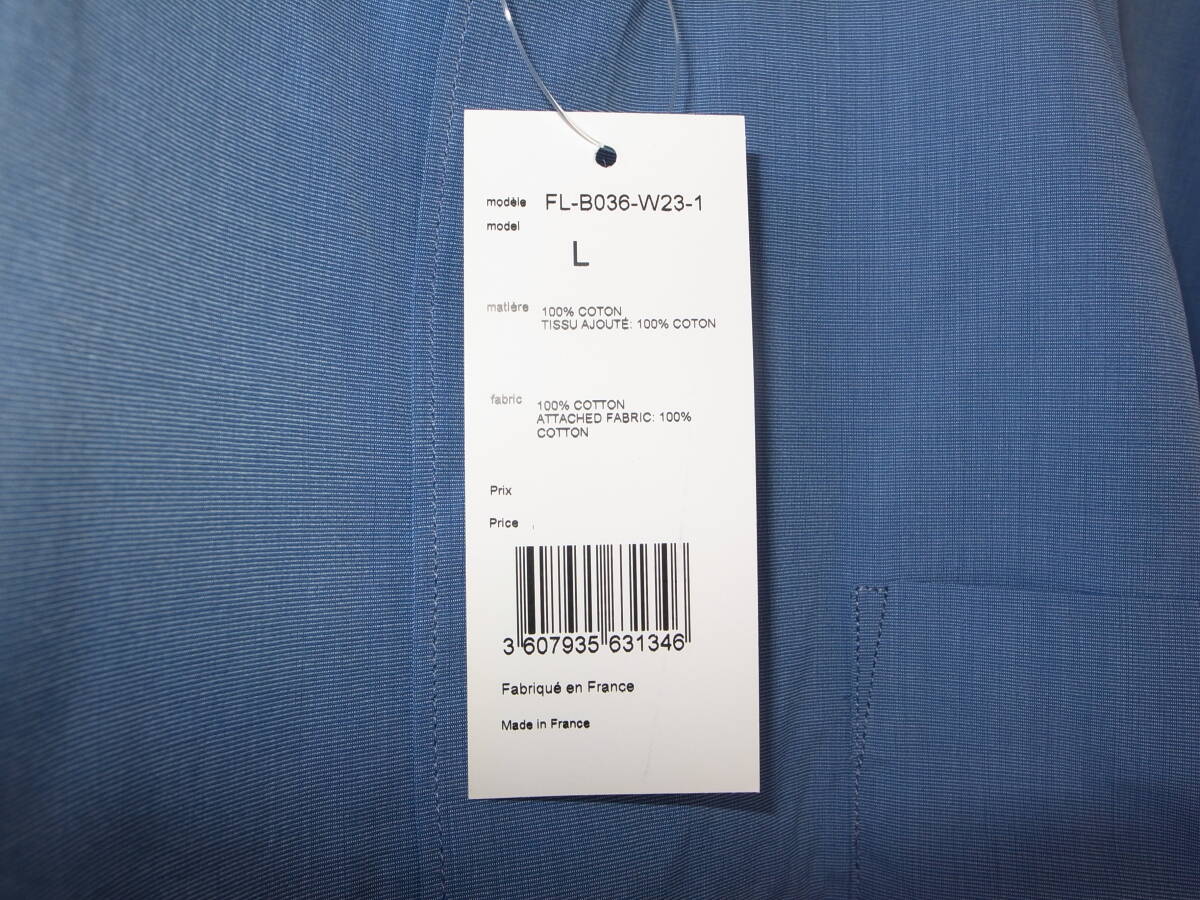 modèle FL-B036-W23-1
model
L
matière 100% COTON
TISSU AJOUTÉ: 100% COTON
fabric 100% COTTON
ATTACHED FABRIC: 100%
COTTON
Prix
Price
3 607935 631346
Fabriqué en France
Made in France